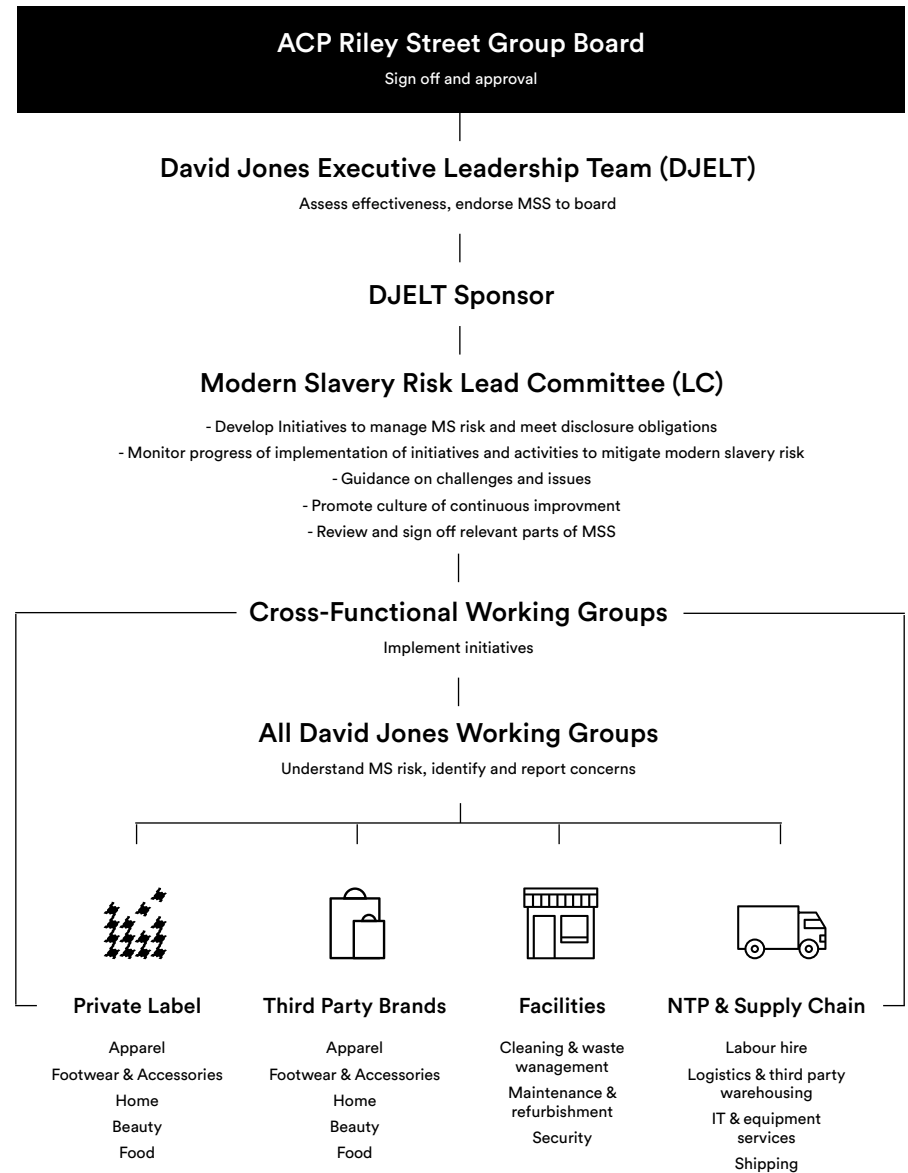 ACP Riley Street Group Board
Sign off and approval
David Jones Executive Leadership Team (DJELT)
Assess effectiveness, endorse MSS to board
DJELT Sponsor
Modern Slavery Risk Lead Committee (LC)
- Develop Initiatives to manage MS risk and meet disclosure obligations
- Monitor progress of implementation of initiatives and activities to mitigate modern slavery risk
- Guidance on challenges and issues
- Promote culture of continuous improvment
- Review and sign off relevant parts of MSS
Cross-Functional Working Groups
Implement initiatives
All David Jones Working Groups
Understand MS risk, identify and report concerns
Private Label
Apparel
Footwear & Accessories
Home
Beauty
Food
Third Party Brands
Apparel
Footwear & Accessories
Home
Beauty
Food
Facilities
Cleaning & waste
wanagement
Maintenance &
refurbishment
Security
NTP & Supply Chain
Labour hire
Logistics & third party
warehousing
IT & equipment
services
Shipping